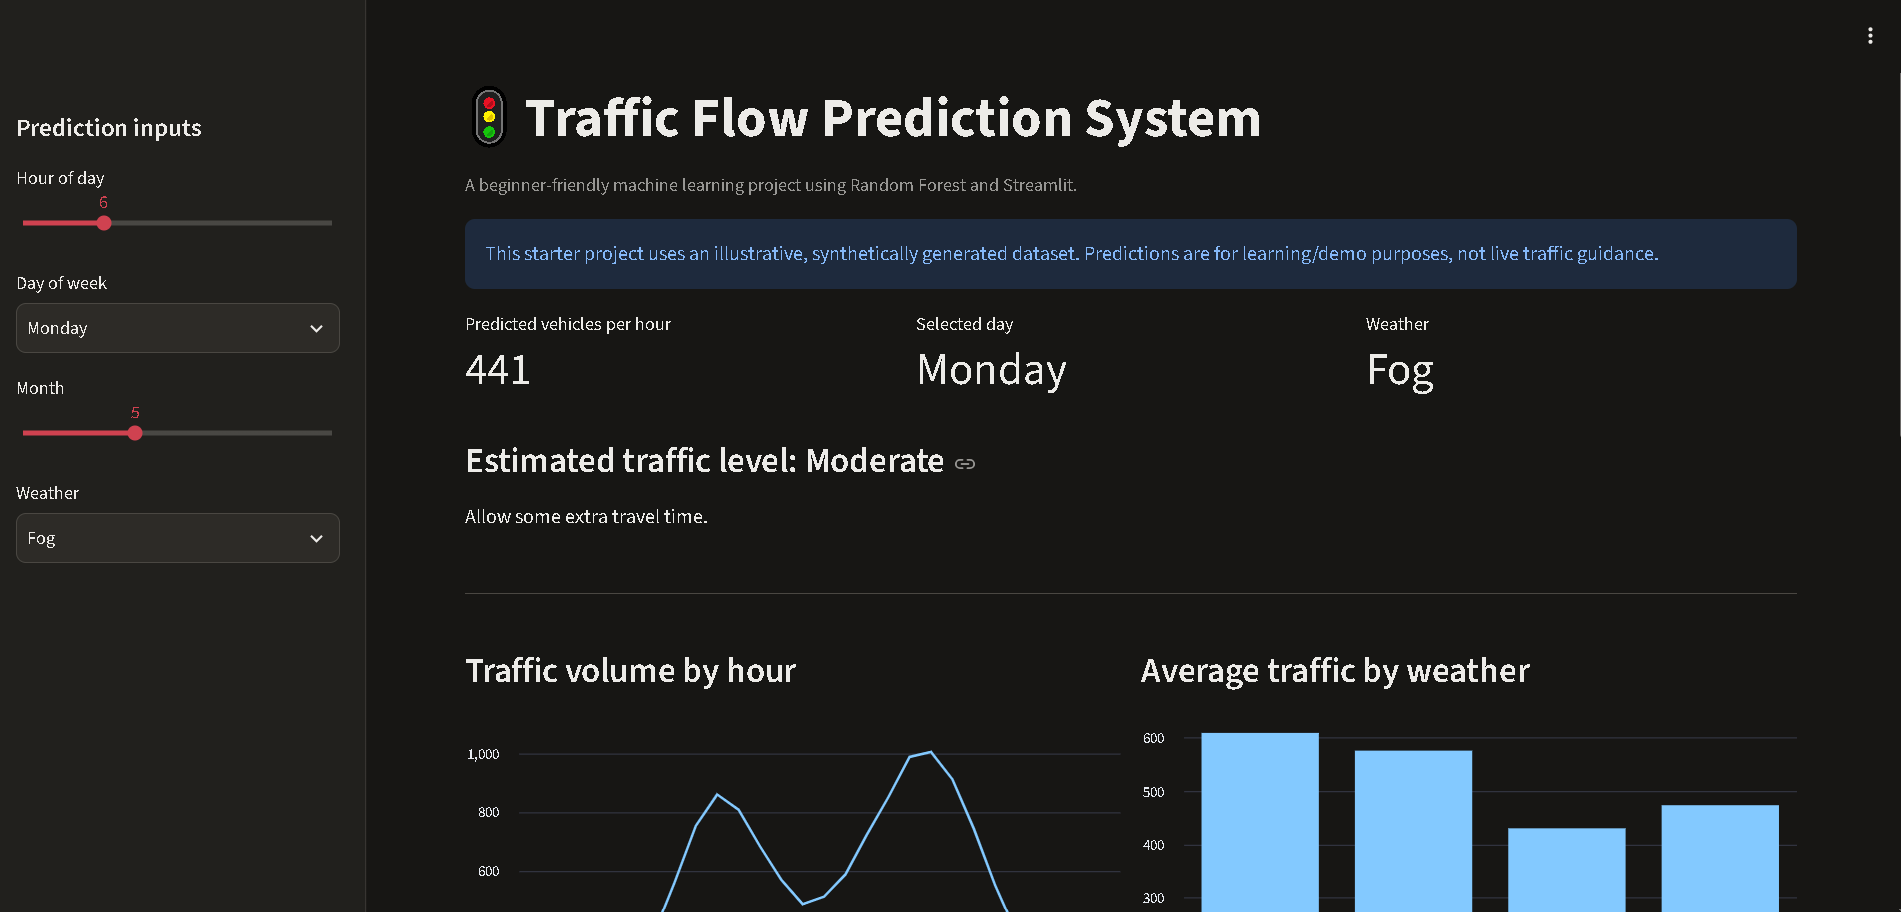 Prediction inputs
Hour of day
6
Day of week
Monday
Month
5
Weather
Fog
Traffic Flow Prediction System
A beginner-friendly machine learning project using Random Forest and Streamlit.
This starter project uses an illustrative, synthetically generated dataset. Predictions are for learning/demo purposes, not live traffic guidance.
Predicted vehicles per hour
441
Selected day
Monday
Weather
Fog
Estimated traffic level: Moderate
Allow some extra travel time.
Traffic volume by hour
1,000
800
600
Average traffic by weather
600
500
400
300